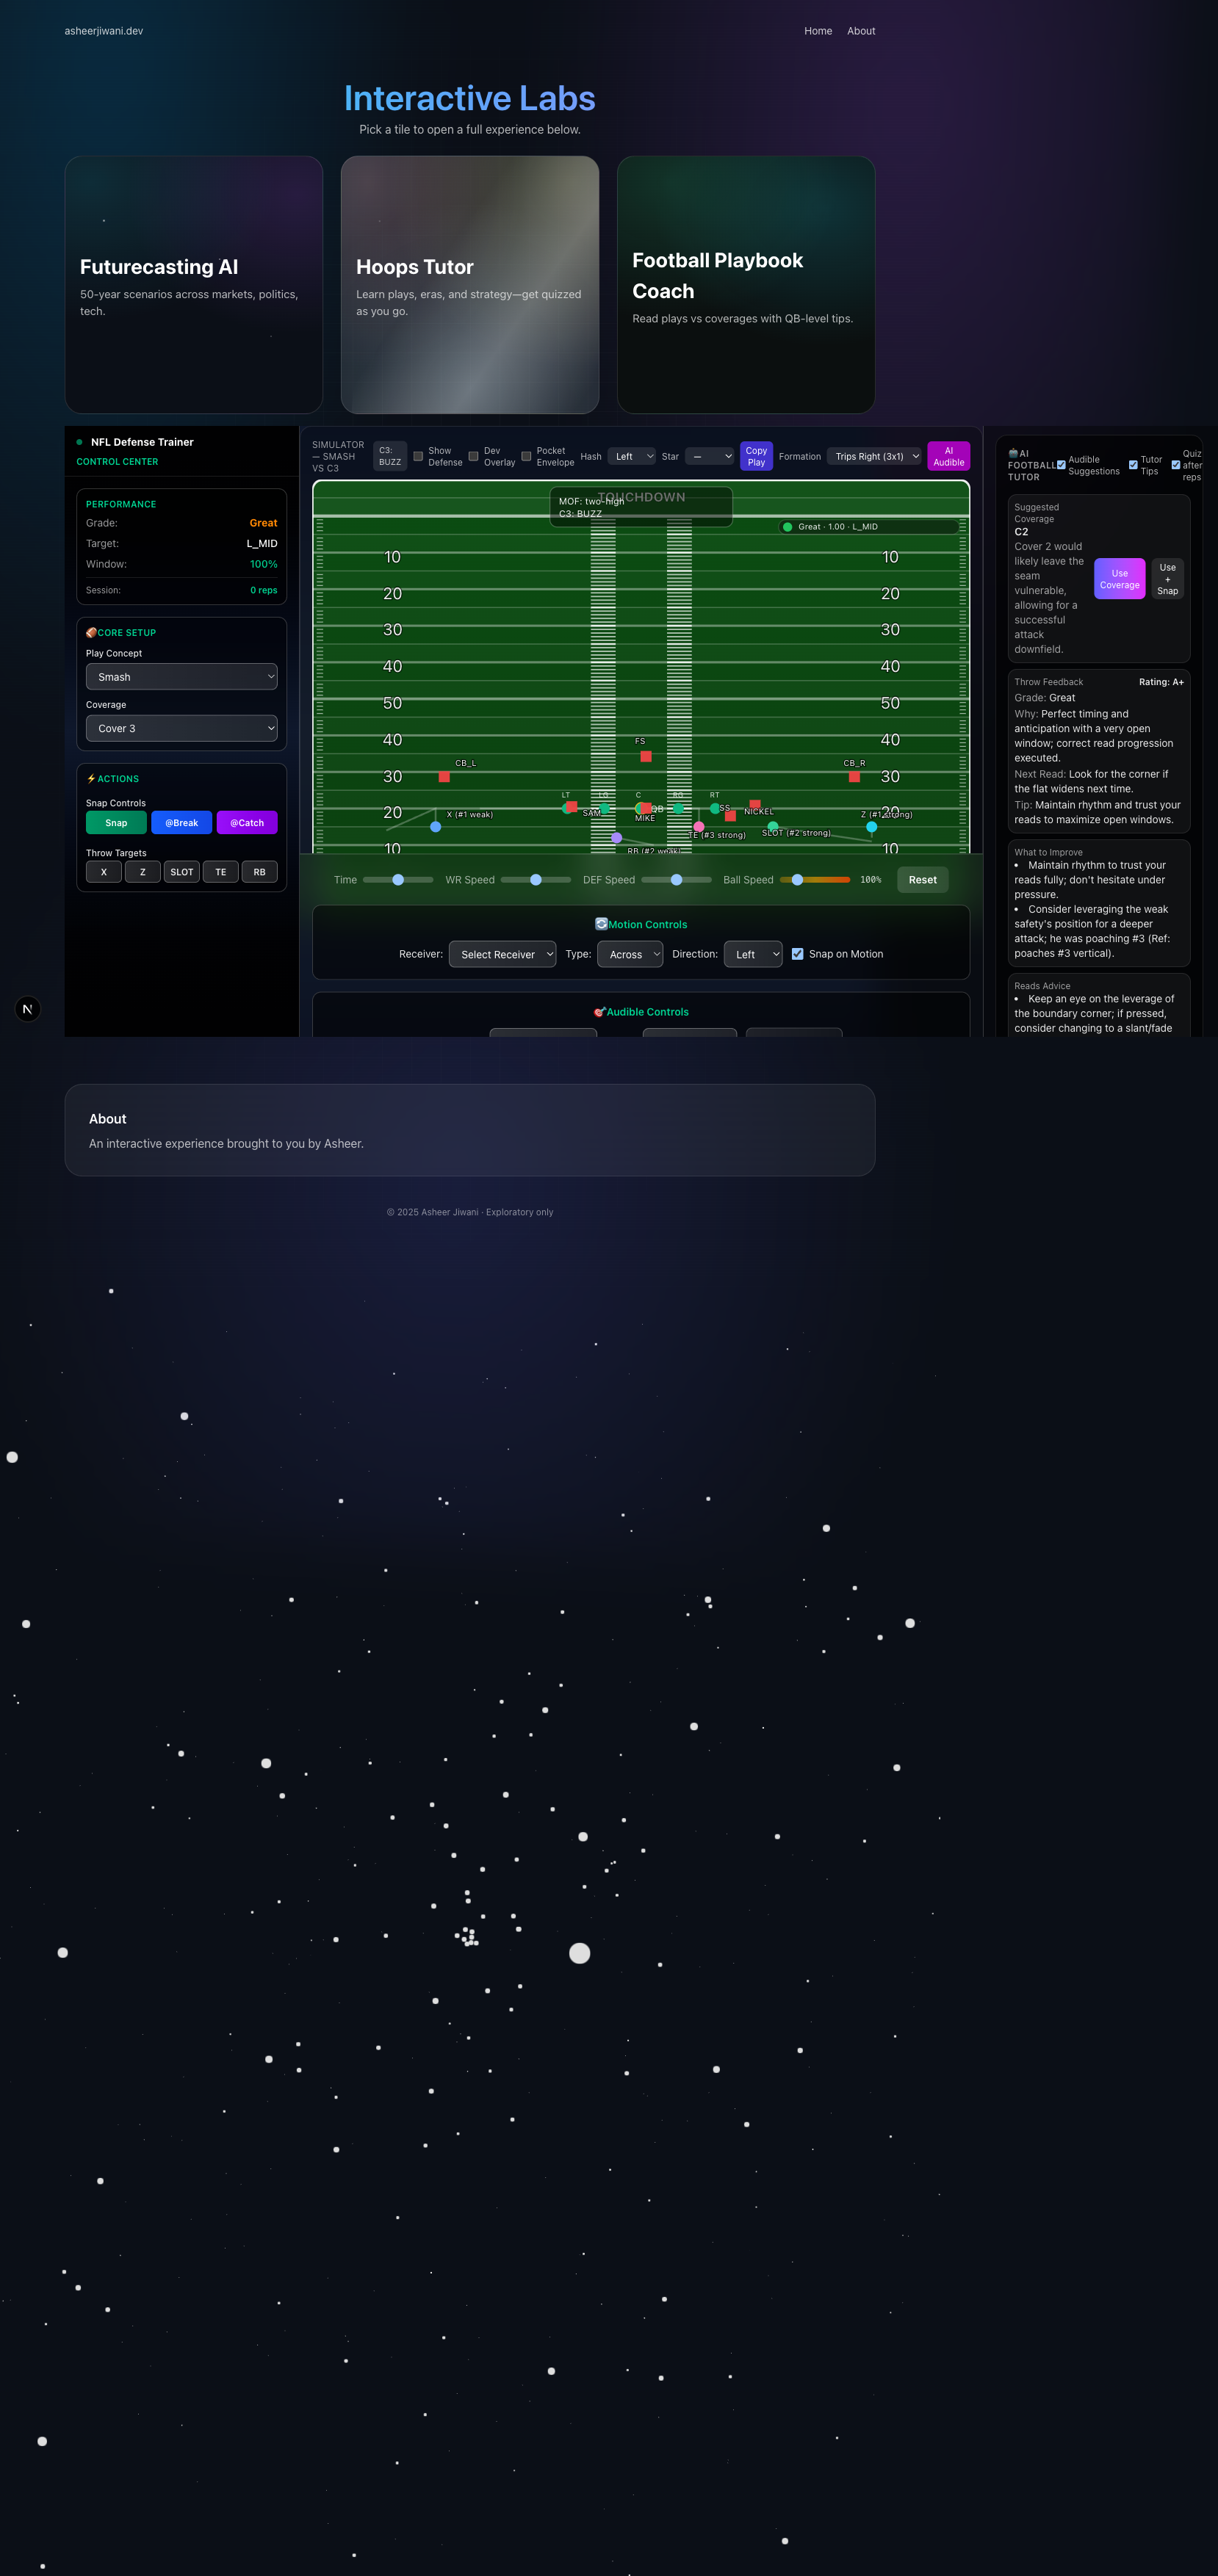 asheerjiwani.dev
Home About
Interactive Labs
Pick a tile to open a full experience below.
Futurecasting AI
50-year scenarios across markets, politics,
tech.
Hoops Tutor
Learn plays, eras, and strategy—get quizzed
as you go.
Football Playbook
Coach
Read plays vs coverages with QB-level tips.
NFL Defense Trainer
CONTROL CENTER
PERFORMANCE
Grade: Great
Target: L_MID
Window: 100%
Session: 0 reps
CORE SETUP
Play Concept
Smash
Coverage
Cover 3
ACTIONS
Snap Controls
Snap @Break @Catch
Throw Targets
X Z SLOT TE RB
SIMULATOR
— SMASH
VS C3
C3:
BUZZ
Show
Defense
Dev
Overlay
Pocket
Envelope
Hash Left
Star —
Copy
Play
Formation Trips Right (3x1)
AI
Audible
TOUCHDOWN
MOF: two-high
C3: BUZZ
Great · 1.00 · L_MID
10 10
20 20
30 30
40 40
50 50
40 40
FS
CB_L CB_R
30 30
LT LG C RG RT
20 20
X (#1 weak) SAM MIKE QB SS NICKEL Z (#1 strong)
TE (#3 strong) SLOT (#2 strong)
RB (#2 weak)
10 10
Time WR Speed DEF Speed Ball Speed 100% Reset
Motion Controls
Receiver: Select Receiver Type: Across Direction: Left Snap on Motion
Audible Controls
AI
FOOTBALL
TUTOR
Audible
Suggestions
Tutor
Tips
Quiz
after
reps
Suggested
Coverage
C2
Cover 2 would
likely leave the
seam
vulnerable,
allowing for a
successful
attack
downfield.
Use
Coverage
Use
+
Snap
Throw Feedback Rating: A+
Grade: Great
Why: Perfect timing and
anticipation with a very open
window; correct read progression
executed.
Next Read: Look for the corner if
the flat widens next time.
Tip: Maintain rhythm and trust your
reads to maximize open windows.
What to Improve
• Maintain rhythm to trust your
reads fully; don't hesitate under
pressure.
• Consider leveraging the weak
safety's position for a deeper
attack; he was poaching #3 (Ref:
poaches #3 vertical).
Reads Advice
• Keep an eye on the leverage of
the boundary corner; if pressed,
consider changing to a slant/fade
N
About
An interactive experience brought to you by Asheer.
© 2025 Asheer Jiwani · Exploratory only